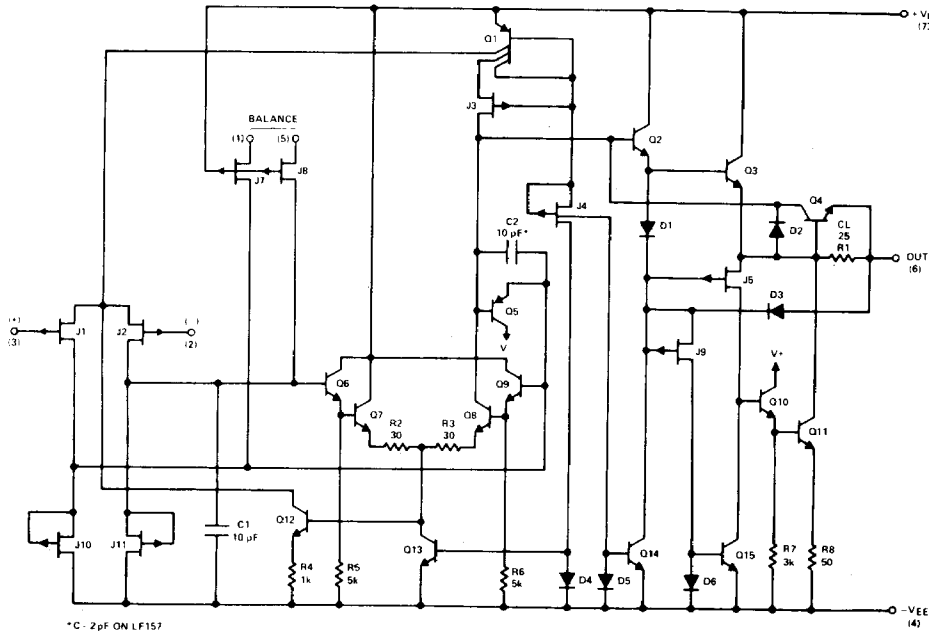 + V
(7)
Q1
J3
BALANCE
(1)
(5)
J7
J8
Q2
Q3
Q4
J4
CL
25
R1
D1
D2
C2
10 pF*
OUT
(6)
J5
D3
Q5
V
(+)
(3)
J1
J2
(2)
J9
V+
Q6
Q7
Q8
Q9
Q10
R2
30
R3
30
Q11
C1
10 pF
Q12
Q13
J10
J11
R4
1k
R5
5k
R6
5k
D4
D5
Q14
D6
Q15
R7
3k
R8
50
-VEE
(4)
*C - 2pF ON LF157